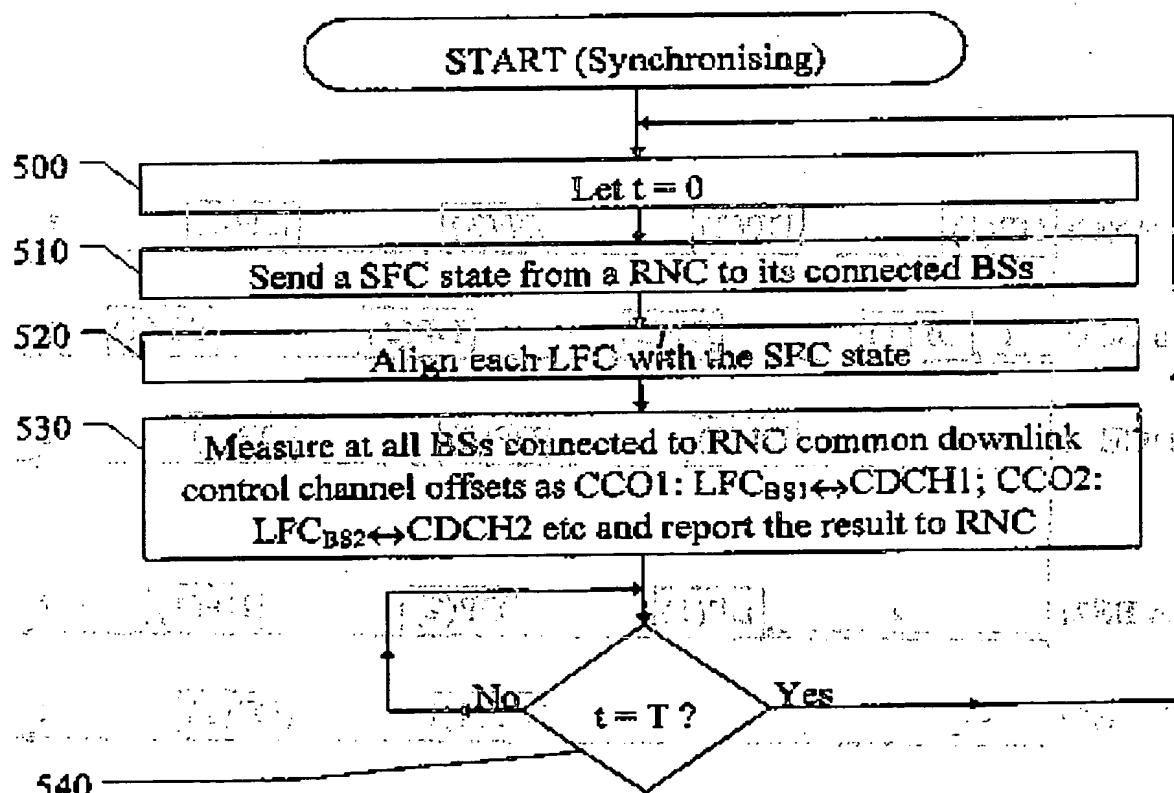 START (Synchronising)
500
Let t = 0
510
Send a SFC state from a RNC to its connected BSs
520
Align each LFC with the SFC state
530
Measure at all BSs connected to RNC common downlink
control channel offsets as CCO1: LFC_BS1↔CDCH1; CCO2:
LFC_BS2↔CDCH2 etc and report the result to RNC
No
t = T ?
Yes
540